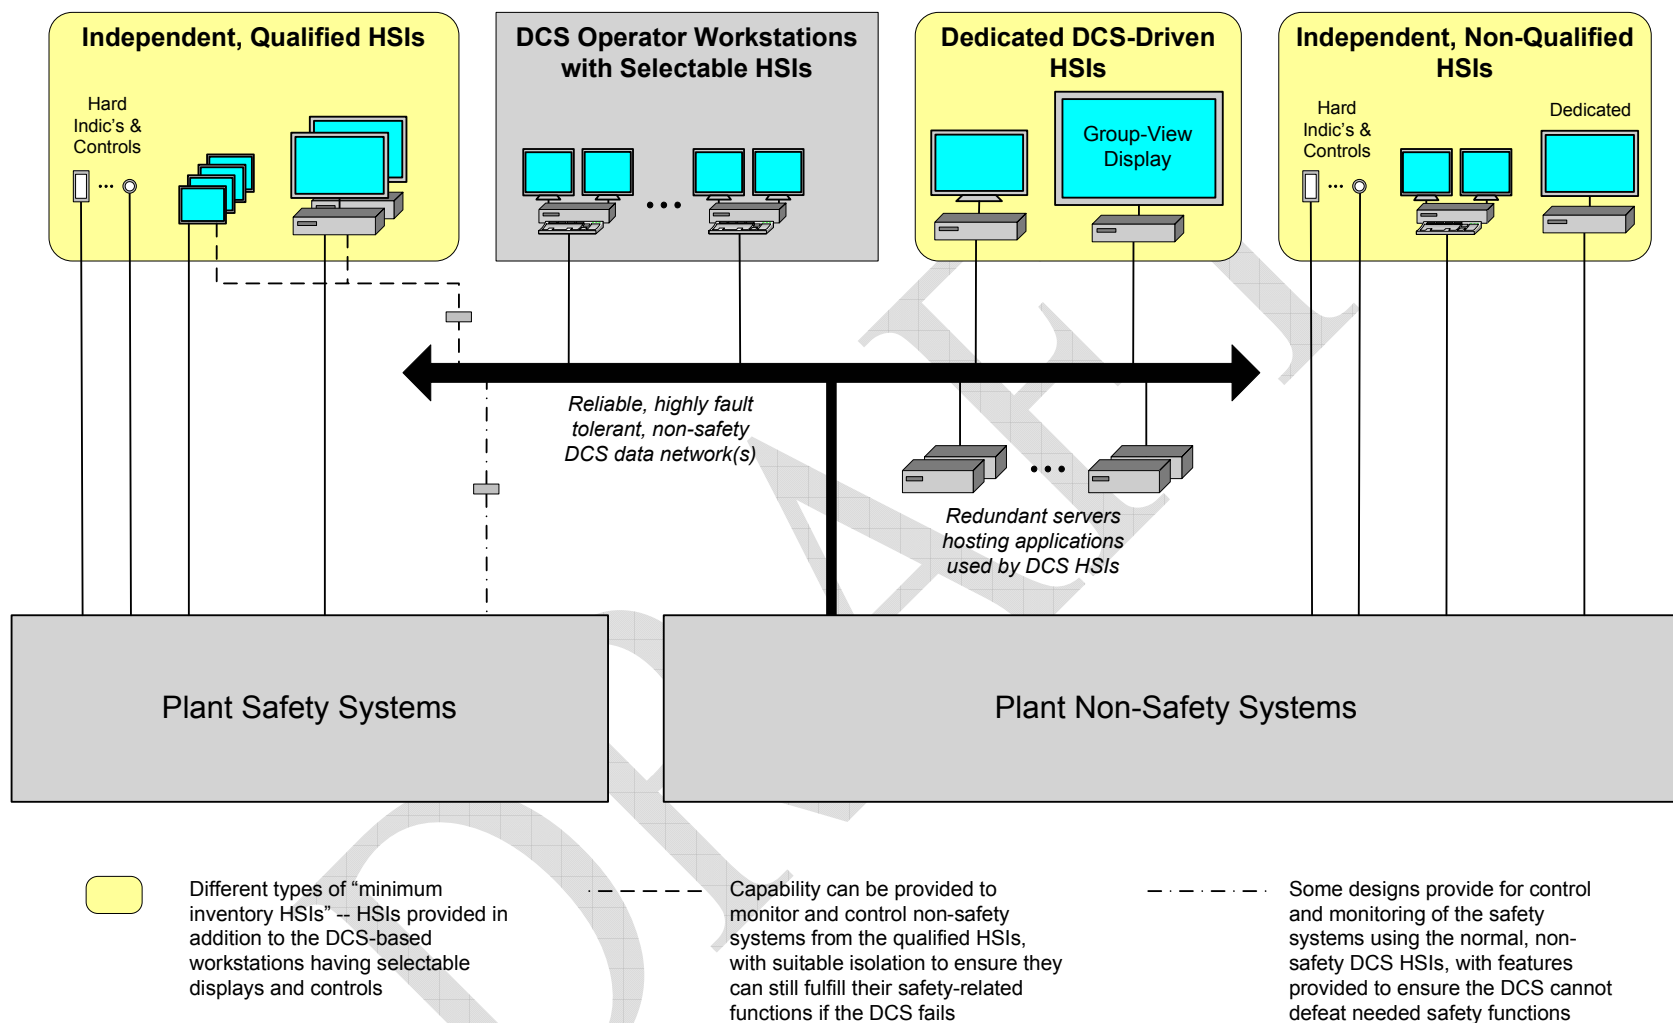 Independent, Qualified HSIs
Hard
Indic's &
Controls
DCS Operator Workstations
with Selectable HSIs
Dedicated DCS-Driven
HSIs
Group-View
Display
Independent, Non-Qualified
HSIs
Hard
Indic's &
Controls
Dedicated
Reliable, highly fault
tolerant, non-safety
DCS data network(s)
Redundant servers
hosting applications
used by DCS HSIs
Plant Safety Systems
Plant Non-Safety Systems
Different types of “minimum
inventory HSIs” -- HSIs provided in
addition to the DCS-based
workstations having selectable
displays and controls
Capability can be provided to
monitor and control non-safety
systems from the qualified HSIs,
with suitable isolation to ensure they
can still fulfill their safety-related
functions if the DCS fails
Some designs provide for control
and monitoring of the safety
systems using the normal, non-
safety DCS HSIs, with features
provided to ensure the DCS cannot
defeat needed safety functions
DRAFT